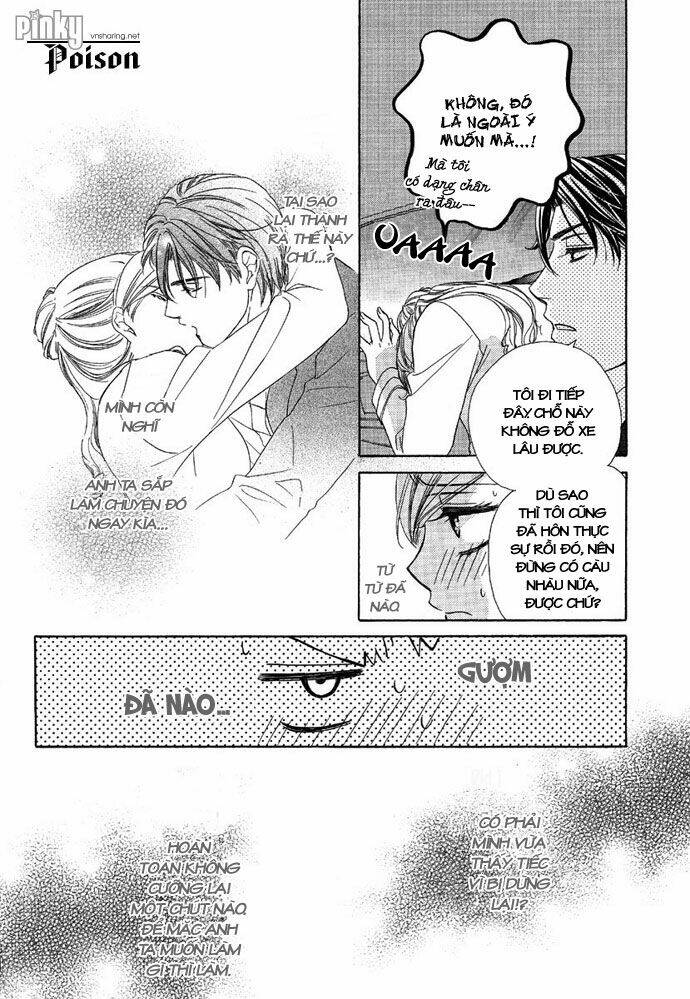 pinky
vnsharing.net
Poison
KHÔNG, ĐÓ
LÀ NGOÀI Ý
MUỐN MÀ...!
Mà tôi
có dạng chân
ra đâu--
OAAAA
TẠI SAO
LẠI THÀNH
RA THẾ NÀY
CHỨ...?
MÌNH CÒN
NGHĨ
ANH TA SẮP
LÀM CHUYỆN ĐÓ
NGAY KÌA...
TÔI ĐI TIẾP
ĐÂY CHỖ NÀY
KHÔNG ĐỖ XE
LÂU ĐƯỢC.
DÙ SAO
THÌ TÔI CŨNG
ĐÃ HÔN THỰC
SỰ RỒI ĐÓ, NÊN
ĐỪNG CÓ CÀU
NHÀU NỮA,
ĐƯỢC CHỨ?
TỪ
TỪ ĐÃ
NÀO.
GƯỢM
ĐÃ NÀO...
CÓ PHẢI
MÌNH VỪA
THẤY TIẾC
VÌ BỊ DỪNG
LẠI!?
HOÀN
TOÀN KHÔNG
CƯỠNG LẠI
MỘT CHÚT NÀO.
ĐỂ MẶC ANH
TA MUỐN LÀM
GÌ THÌ LÀM.